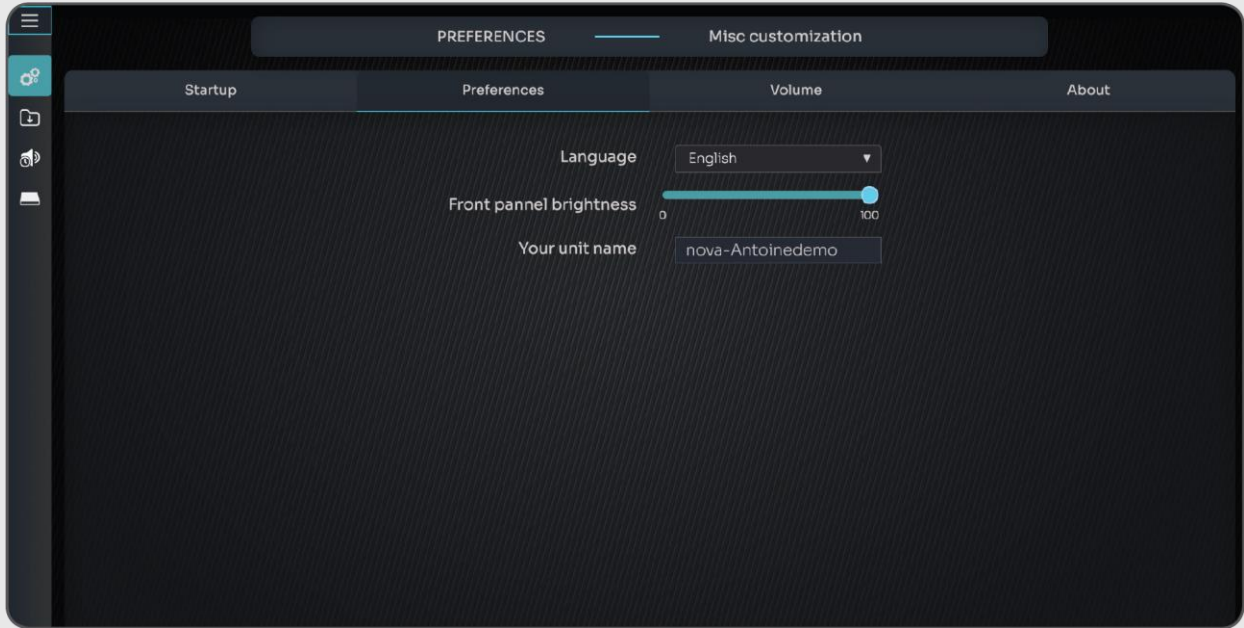 PREFERENCES Misc customization
Startup Preferences Volume About
Language English
Front pannel brightness
0 100
Your unit name nova-Antoinedemo